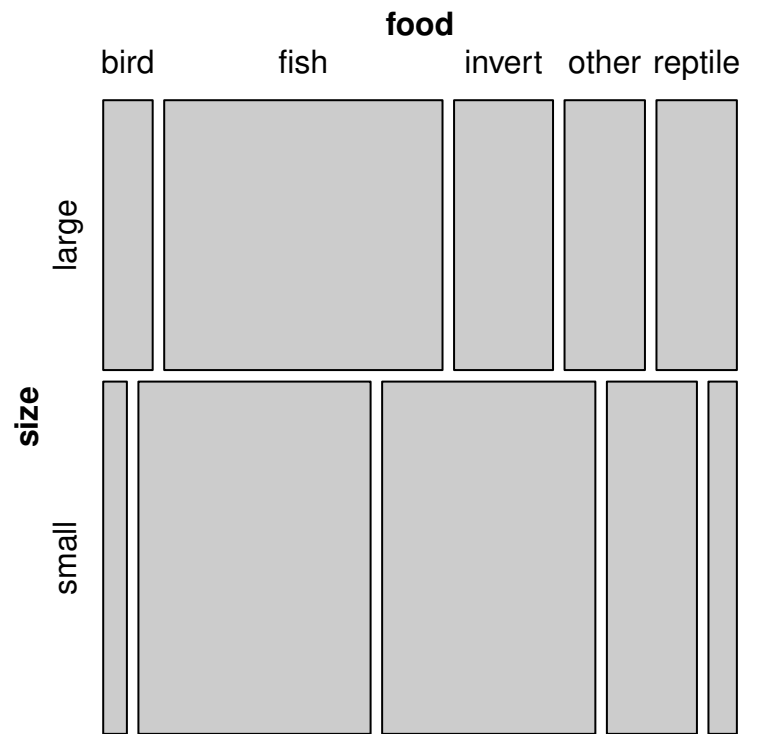 food
bird fish invert other reptile
large
size
small